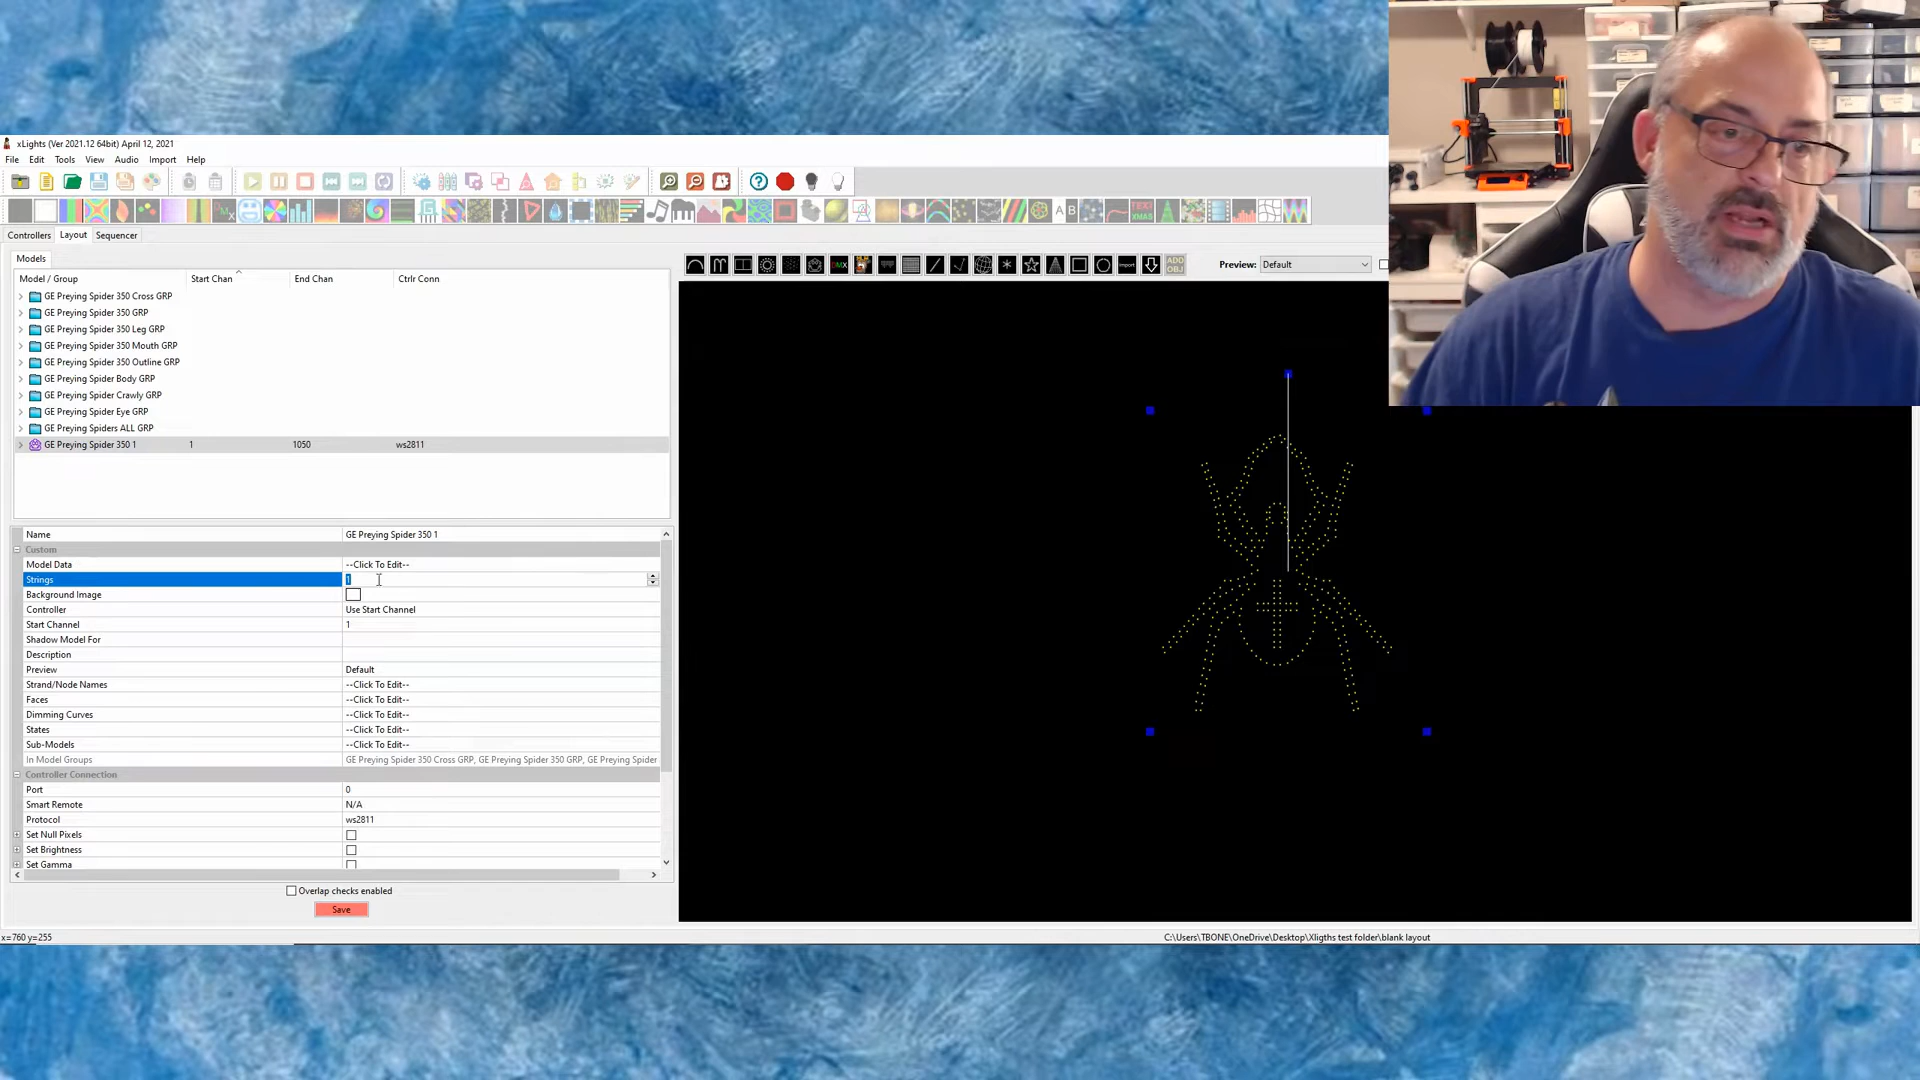 xLights (Ver 2021.12 64bit) April 12, 2021
File Edit Tools View Audio Import Help
Controllers Layout Sequencer
Models
Preview: Default
Model / Group Start Chan End Chan Ctrlr Conn
GE Preying Spider 350 Cross GRP
GE Preying Spider 350 GRP
GE Preying Spider 350 Leg GRP
GE Preying Spider 350 Mouth GRP
GE Preying Spider 350 Outline GRP
GE Preying Spider Body GRP
GE Preying Spider Crawly GRP
GE Preying Spider Eye GRP
GE Preying Spiders ALL GRP
GE Preying Spider 350 1 1 1050 ws2811
Name GE Preying Spider 350 1
Custom
Model Data --Click To Edit--
Strings 1
Background Image
Controller Use Start Channel
Start Channel 1
Shadow Model For
Description
Preview Default
Strand/Node Names --Click To Edit--
Faces --Click To Edit--
Dimming Curves --Click To Edit--
States --Click To Edit--
Sub-Models --Click To Edit--
In Model Groups GE Preying Spider 350 Cross GRP, GE Preying Spider 350 GRP, GE Preying Spider
Controller Connection
Port 0
Smart Remote N/A
Protocol ws2811
Set Null Pixels
Set Brightness
Set Gamma
Overlap checks enabled
Save
x=760 y=255
C:\Users\TBONE\OneDrive\Desktop\Xligths test folder\blank layout